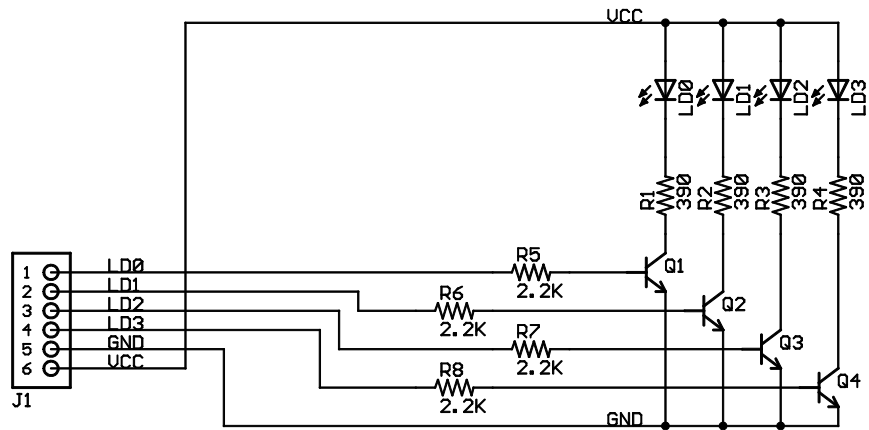 VCC
LD0
LD1
LD2
LD3
R1
390
R2
390
R3
390
R4
390
1
2
3
4
5
6
J1
LD0
LD1
LD2
LD3
GND
VCC
R5
2.2K
R6
2.2K
R7
2.2K
R8
2.2K
Q1
Q2
Q3
Q4
GND